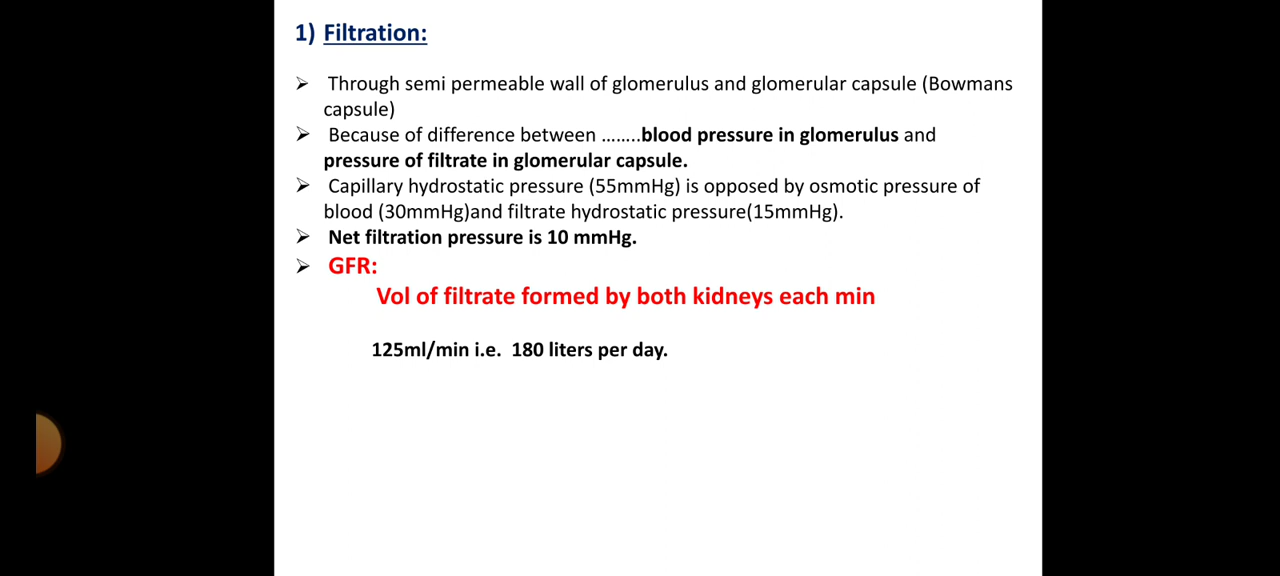 1) Filtration:
➢ Through semi permeable wall of glomerulus and glomerular capsule (Bowmans
capsule)
➢ Because of difference between ........blood pressure in glomerulus and
pressure of filtrate in glomerular capsule.
➢ Capillary hydrostatic pressure (55mmHg) is opposed by osmotic pressure of
blood (30mmHg)and filtrate hydrostatic pressure(15mmHg).
➢ Net filtration pressure is 10 mmHg.
➢ GFR:
Vol of filtrate formed by both kidneys each min
125ml/min i.e. 180 liters per day.